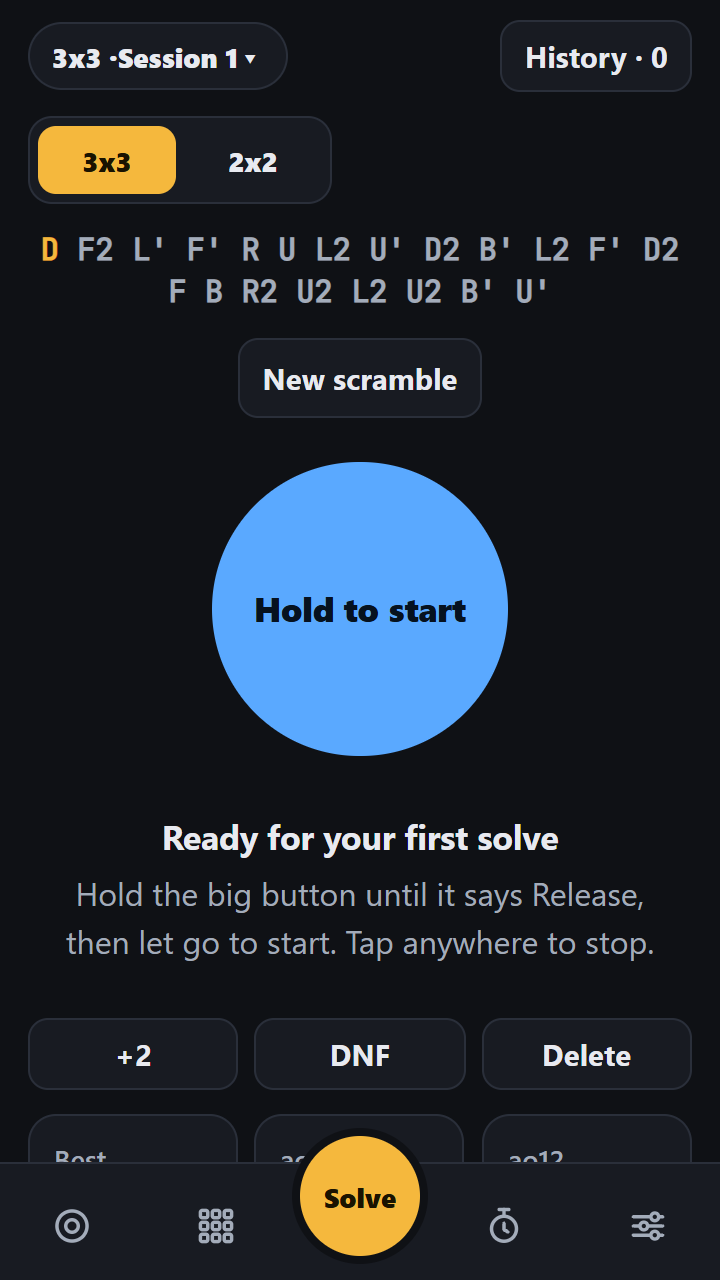 3x3 ·Session 1 ▾
History · 0
3x3
2x2
D F2 L' F' R U L2 U' D2 B' L2 F' D2
F B R2 U2 L2 U2 B' U'
New scramble
Hold to start
Ready for your first solve
Hold the big button until it says Release,
then let go to start. Tap anywhere to stop.
+2
DNF
Delete
Best
ao12
Solve